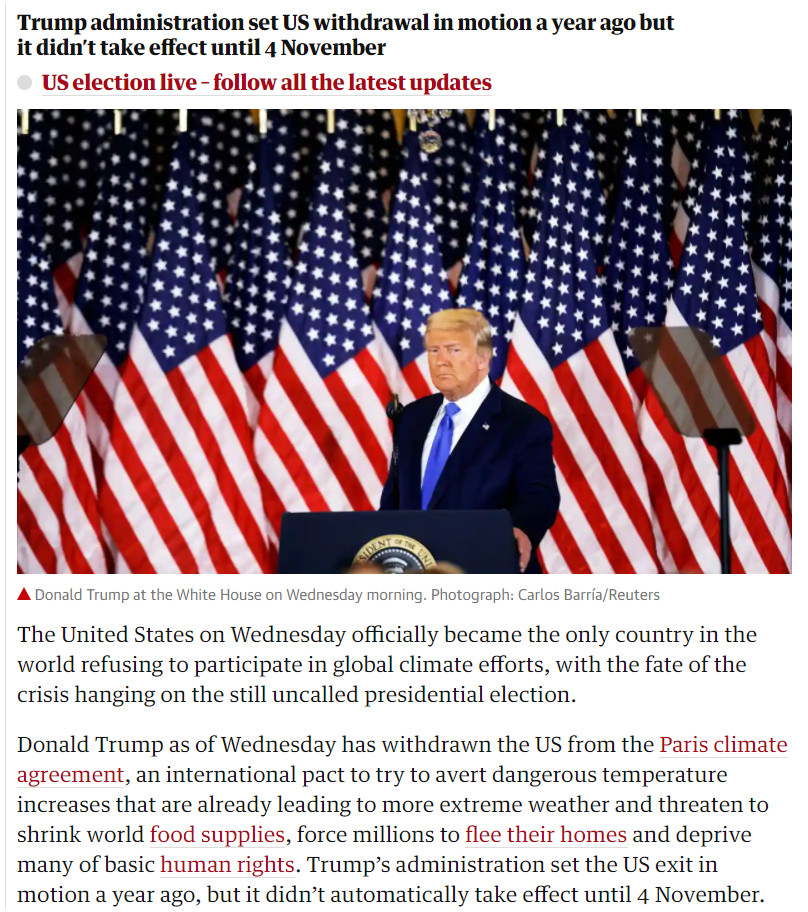 Trump administration set US withdrawal in motion a year ago but
it didn't take effect until 4 November
US election live – follow all the latest updates
SIDENT OF THE UNI
Donald Trump at the White House on Wednesday morning. Photograph: Carlos Barría/Reuters
The United States on Wednesday officially became the only country in the
world refusing to participate in global climate efforts, with the fate of the
crisis hanging on the still uncalled presidential election.
Donald Trump as of Wednesday has withdrawn the US from the Paris climate
agreement, an international pact to try to avert dangerous temperature
increases that are already leading to more extreme weather and threaten to
shrink world food supplies, force millions to flee their homes and deprive
many of basic human rights. Trump's administration set the US exit in
motion a year ago, but it didn't automatically take effect until 4 November.